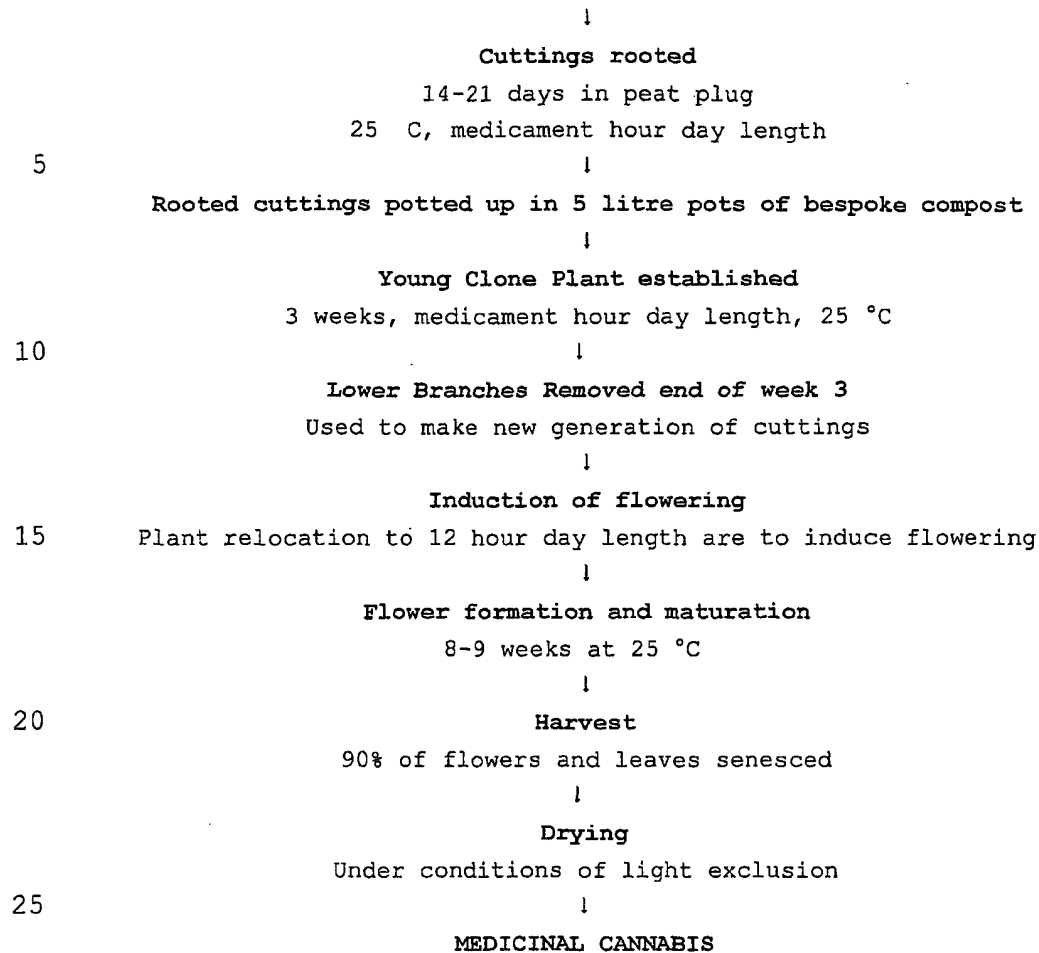 ↓
Cuttings rooted
14-21 days in peat plug
25 C, medicament hour day length
5 ↓
Rooted cuttings potted up in 5 litre pots of bespoke compost
↓
Young Clone Plant established
3 weeks, medicament hour day length, 25 °C
10 ↓
Lower Branches Removed end of week 3
Used to make new generation of cuttings
↓
Induction of flowering
15 Plant relocation to 12 hour day length are to induce flowering
↓
Flower formation and maturation
8-9 weeks at 25 °C
↓
20 Harvest
90% of flowers and leaves senesced
↓
Drying
Under conditions of light exclusion
25 ↓
MEDICINAL CANNABIS